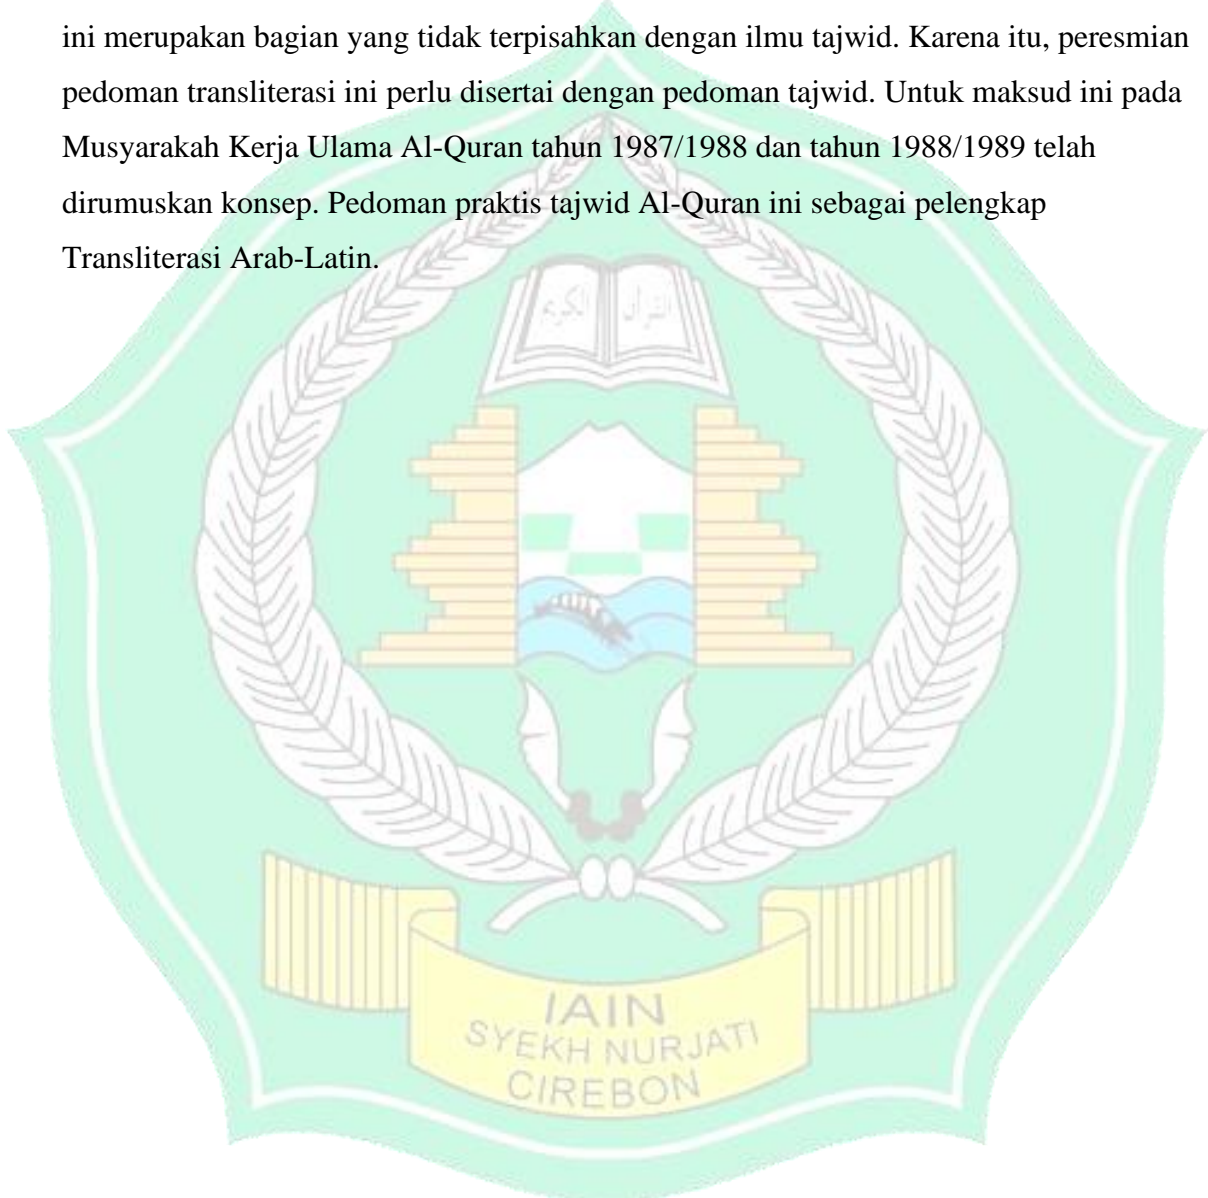 ini merupakan bagian yang tidak terpisahkan dengan ilmu tajwid. Karena itu, peresmian
pedoman transliterasi ini perlu disertai dengan pedoman tajwid. Untuk maksud ini pada
Musyarakah Kerja Ulama Al-Quran tahun 1987/1988 dan tahun 1988/1989 telah
dirumuskan konsep. Pedoman praktis tajwid Al-Quran ini sebagai pelengkap
Transliterasi Arab-Latin.
القرآن الكريم
IAIN
SYEKH NURJATI
CIREBON